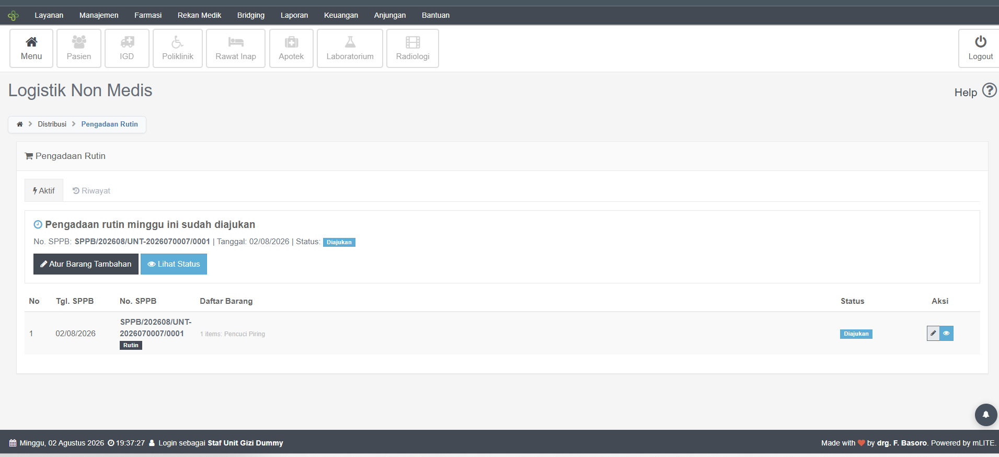 Layanan Manajemen Farmasi Rekan Medik Bridging Laporan Keuangan Anjungan Bantuan
Menu Pasien IGD Poliklinik Rawat Inap Apotek Laboratorium Radiologi Logout
Logistik Non Medis
Help
Distribusi Pengadaan Rutin
Pengadaan Rutin
Aktif Riwayat
Pengadaan rutin minggu ini sudah diajukan
No. SPPB: SPPB/202608/UNT-2026070007/0001 | Tanggal: 02/08/2026 | Status: Diajukan
Atur Barang Tambahan Lihat Status
No Tgl. SPPB No. SPPB Daftar Barang Status Aksi
SPPB/202608/UNT-
1 02/08/2026 2026070007/0001 1 items: Pencuci Piring Diajukan
Rutin
Minggu, 02 Agustus 2026 19:37:27 Login sebagai Staf Unit Gizi Dummy Made with by drg. F. Basoro. Powered by mLITE.